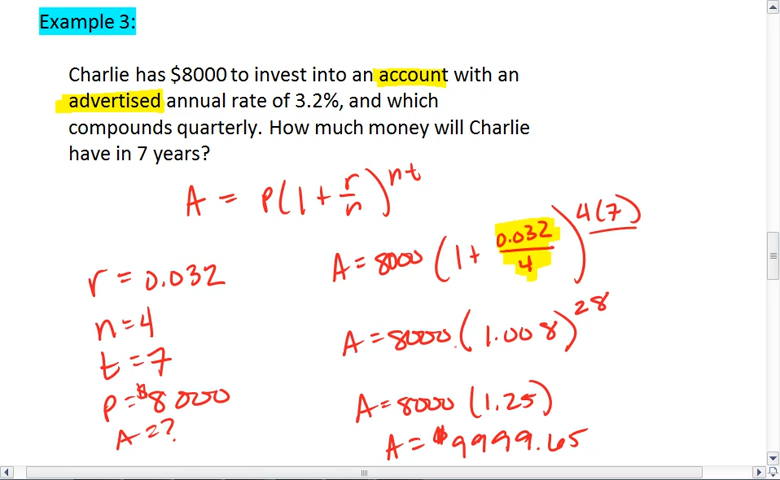 Example 3:
Charlie has $8000 to invest into an account with an
advertised annual rate of 3.2%, and which
compounds quarterly. How much money will Charlie
have in 7 years?
A = P(1 + r/n)^nt
r = 0.032
n = 4
t = 7
P = $8000
A = ?
A = 8000 (1 + 0.032/4)^4(7)
A = 8000 (1.008)^28
A = 8000 (1.25)
A = $9999.65